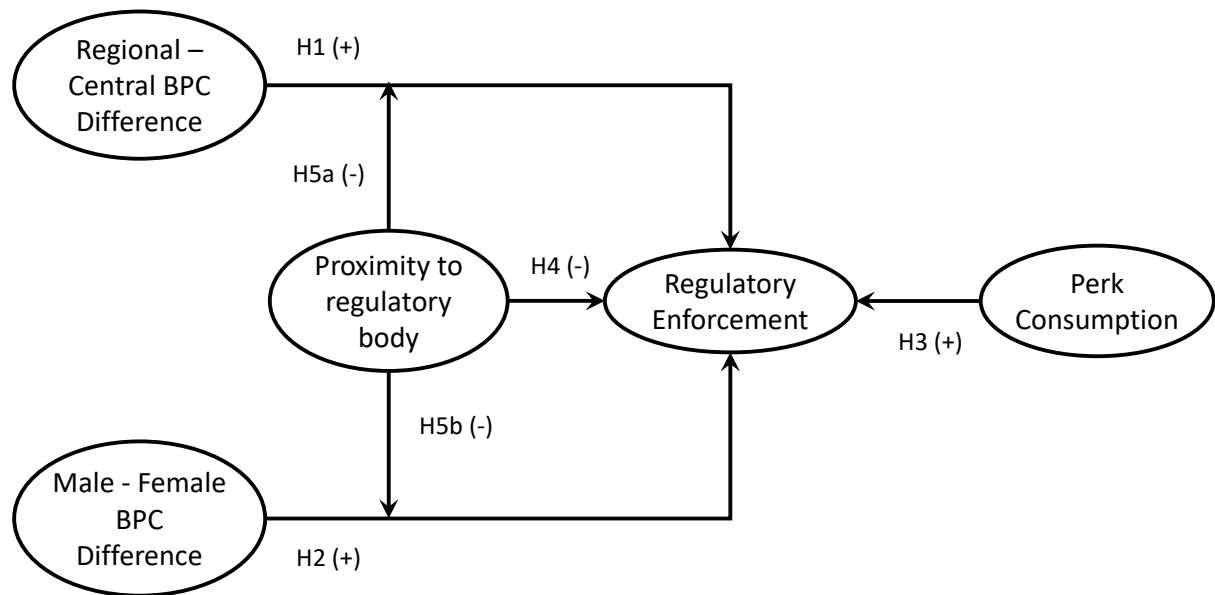 Regional –
Central BPC
Difference
H1 (+)
H5a (-)
Proximity to
regulatory
body
H4 (-)
Regulatory
Enforcement
Perk
Consumption
H3 (+)
H5b (-)
Male - Female
BPC
Difference
H2 (+)